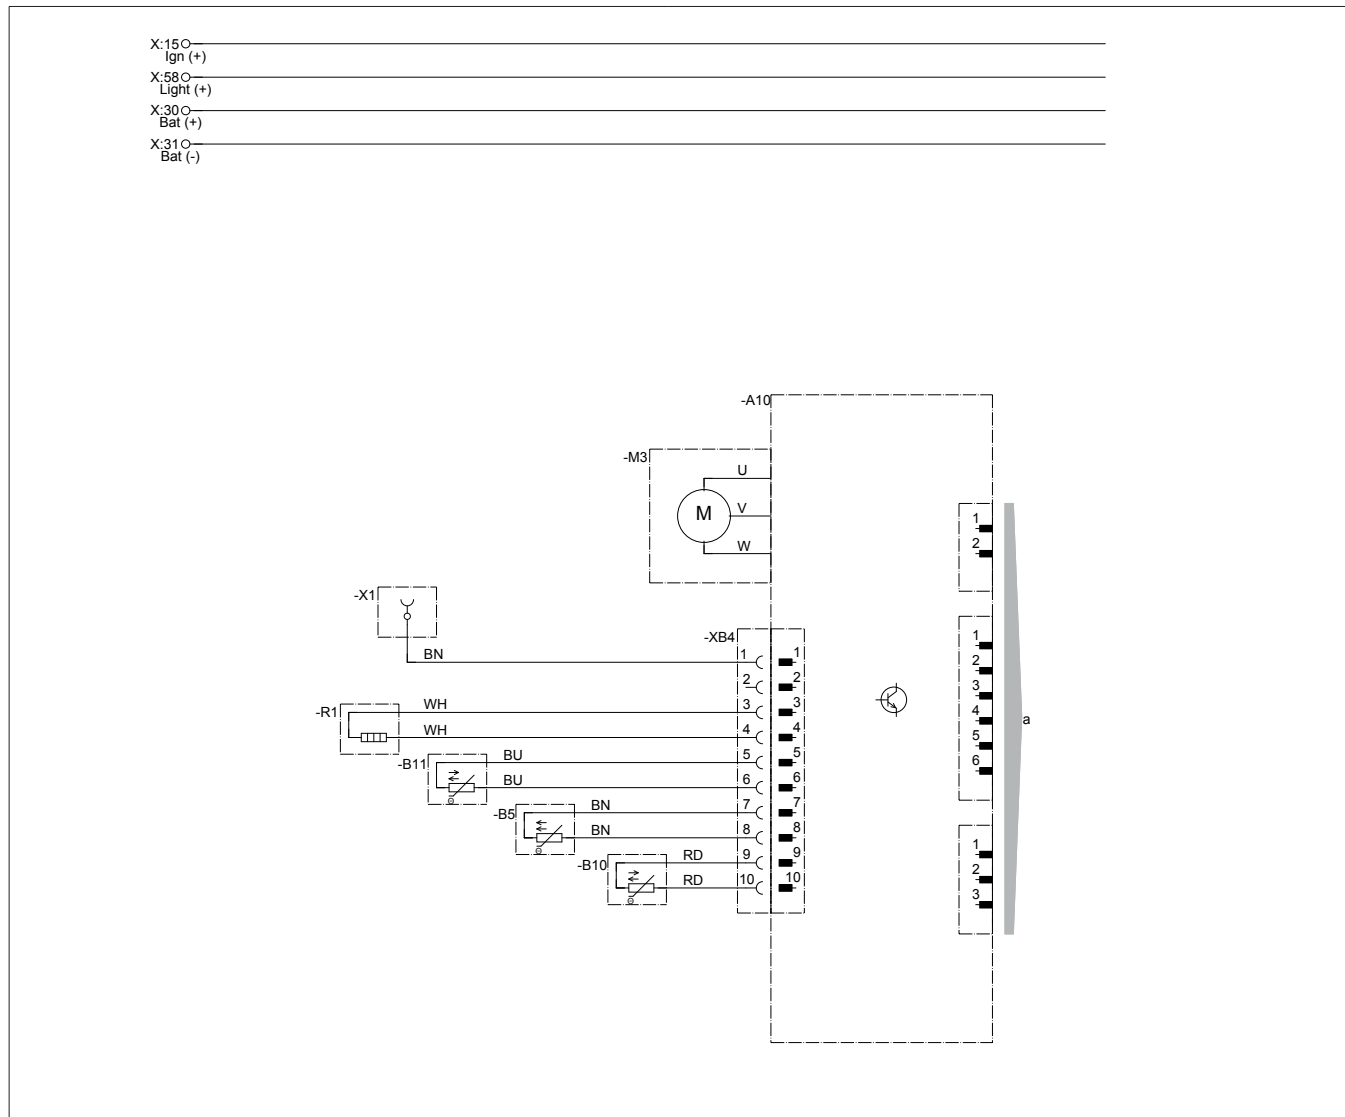 X:15
Ign (+)
X:58
Light (+)
X:30
Bat (+)
X:31
Bat (-)
-A10
-M3
U
M
V
W
1
2
-X1
-XB4
BN
1
1
2
2
-R1
WH
3
3
WH
4
4
-B11
BU
5
5
BU
6
6
-B5
BN
7
7
BN
8
8
-B10
RD
9
9
RD
10
10
1
2
3
4
5
6
a
1
2
3